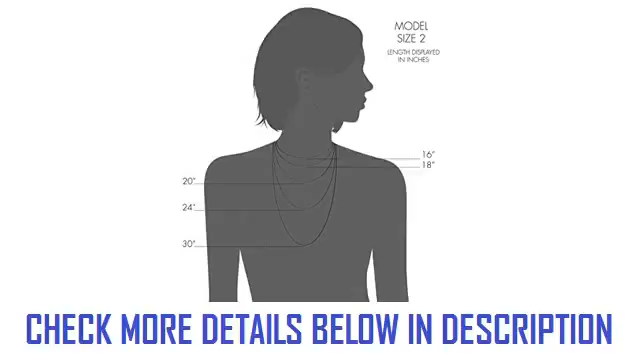 MODEL
SIZE 2
LENGTH DISPLAYED
IN INCHES
16"
18"
20"
24"
30"
CHECK MORE DETAILS BELOW IN DESCRIPTION